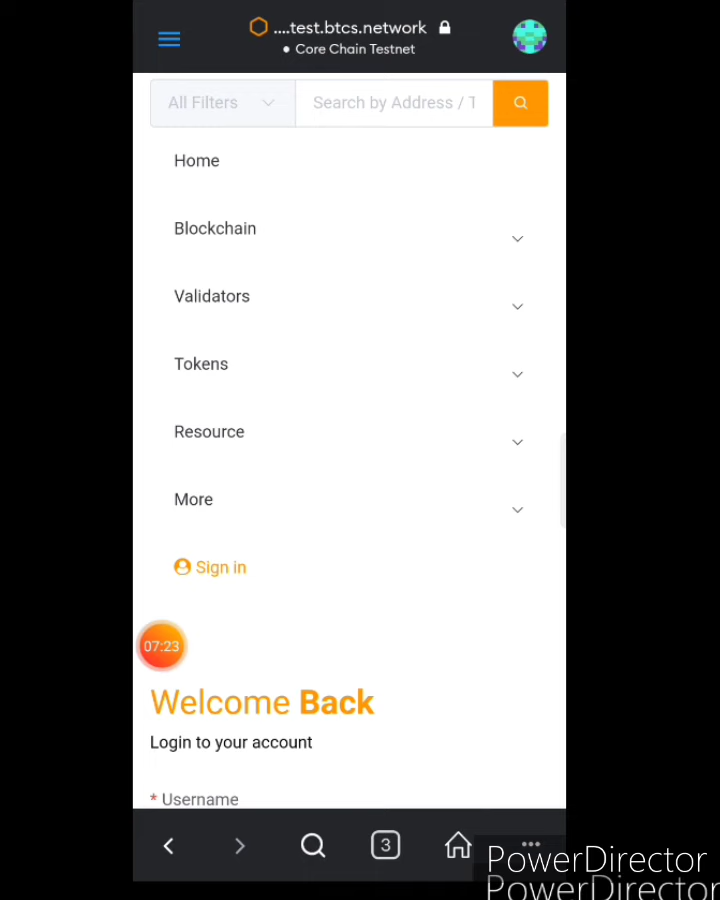 ....test.btcs.network
Core Chain Testnet
All Filters
Search by Address / T
Home
Blockchain
Validators
Tokens
Resource
More
Sign in
07:23
Welcome Back
Login to your account
* Username
3
PowerDirector
PowerDirector